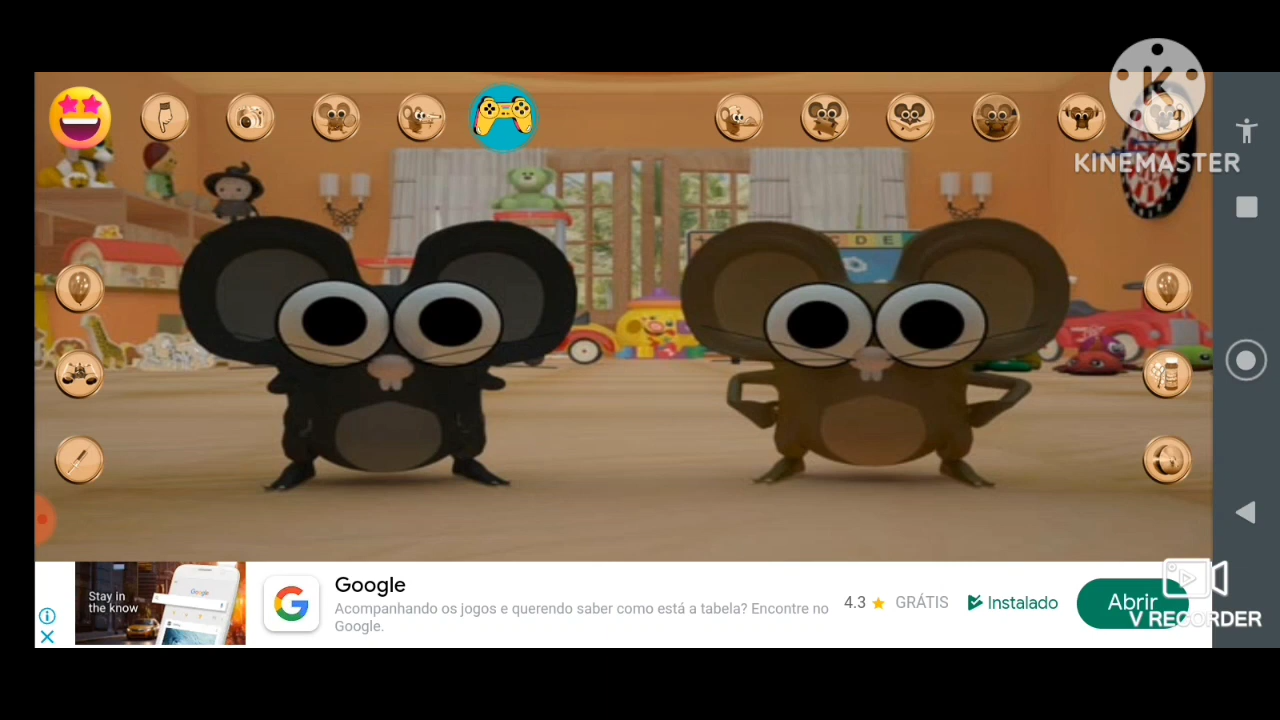 KINEMASTER
C D E
Stay in
the know
Google
Acompanhando os jogos e querendo saber como está a tabela? Encontre no
Google.
4.3
GRÁTIS
Instalado
Abrir
V RECORDER